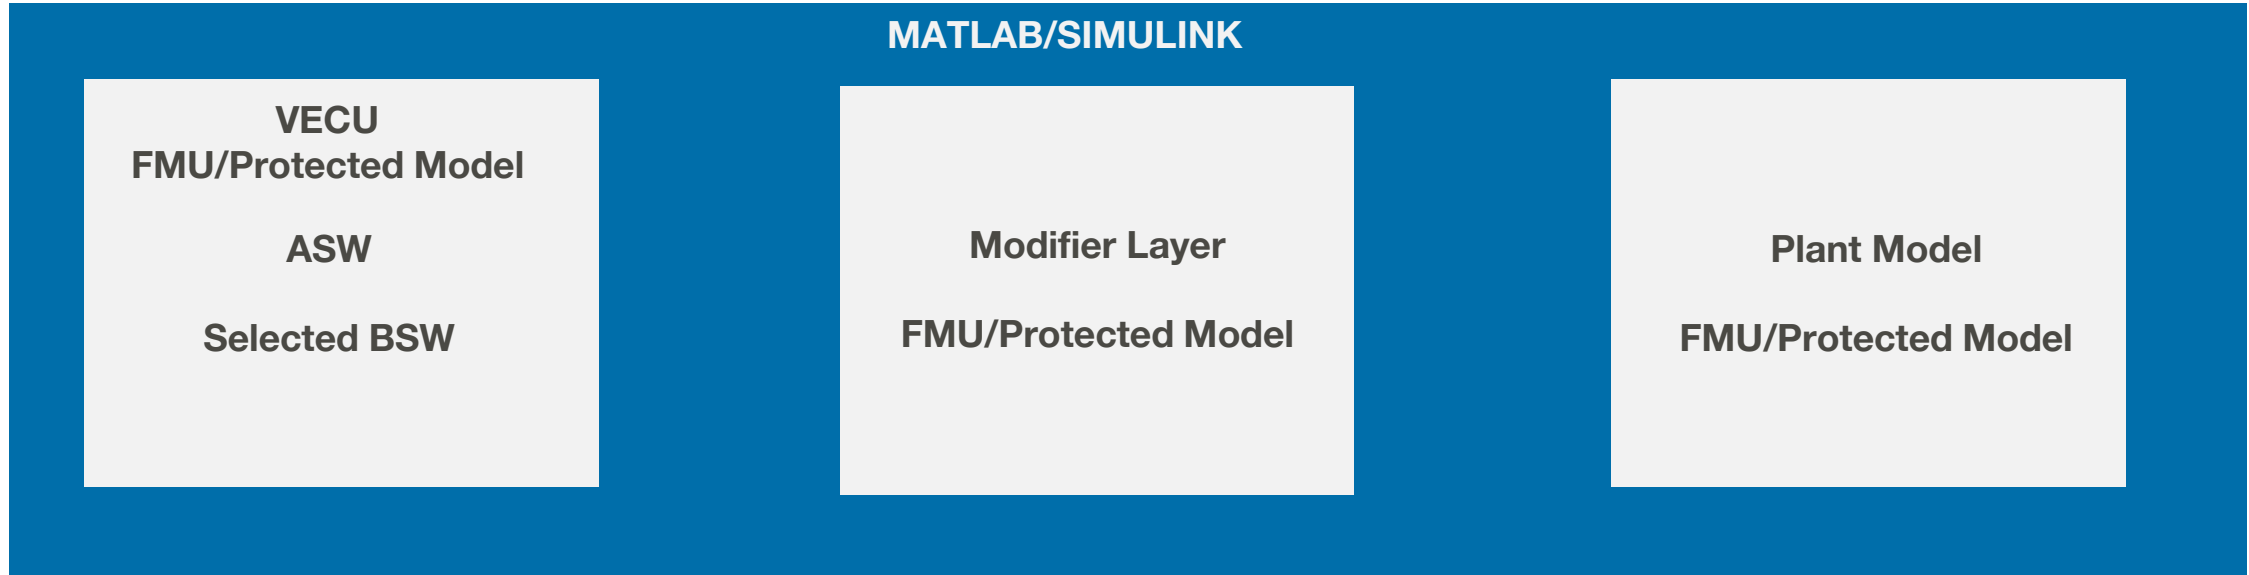 MATLAB/SIMULINK
VECU
FMU/Protected Model
ASW
Selected BSW
Modifier Layer
FMU/Protected Model
Plant Model
FMU/Protected Model